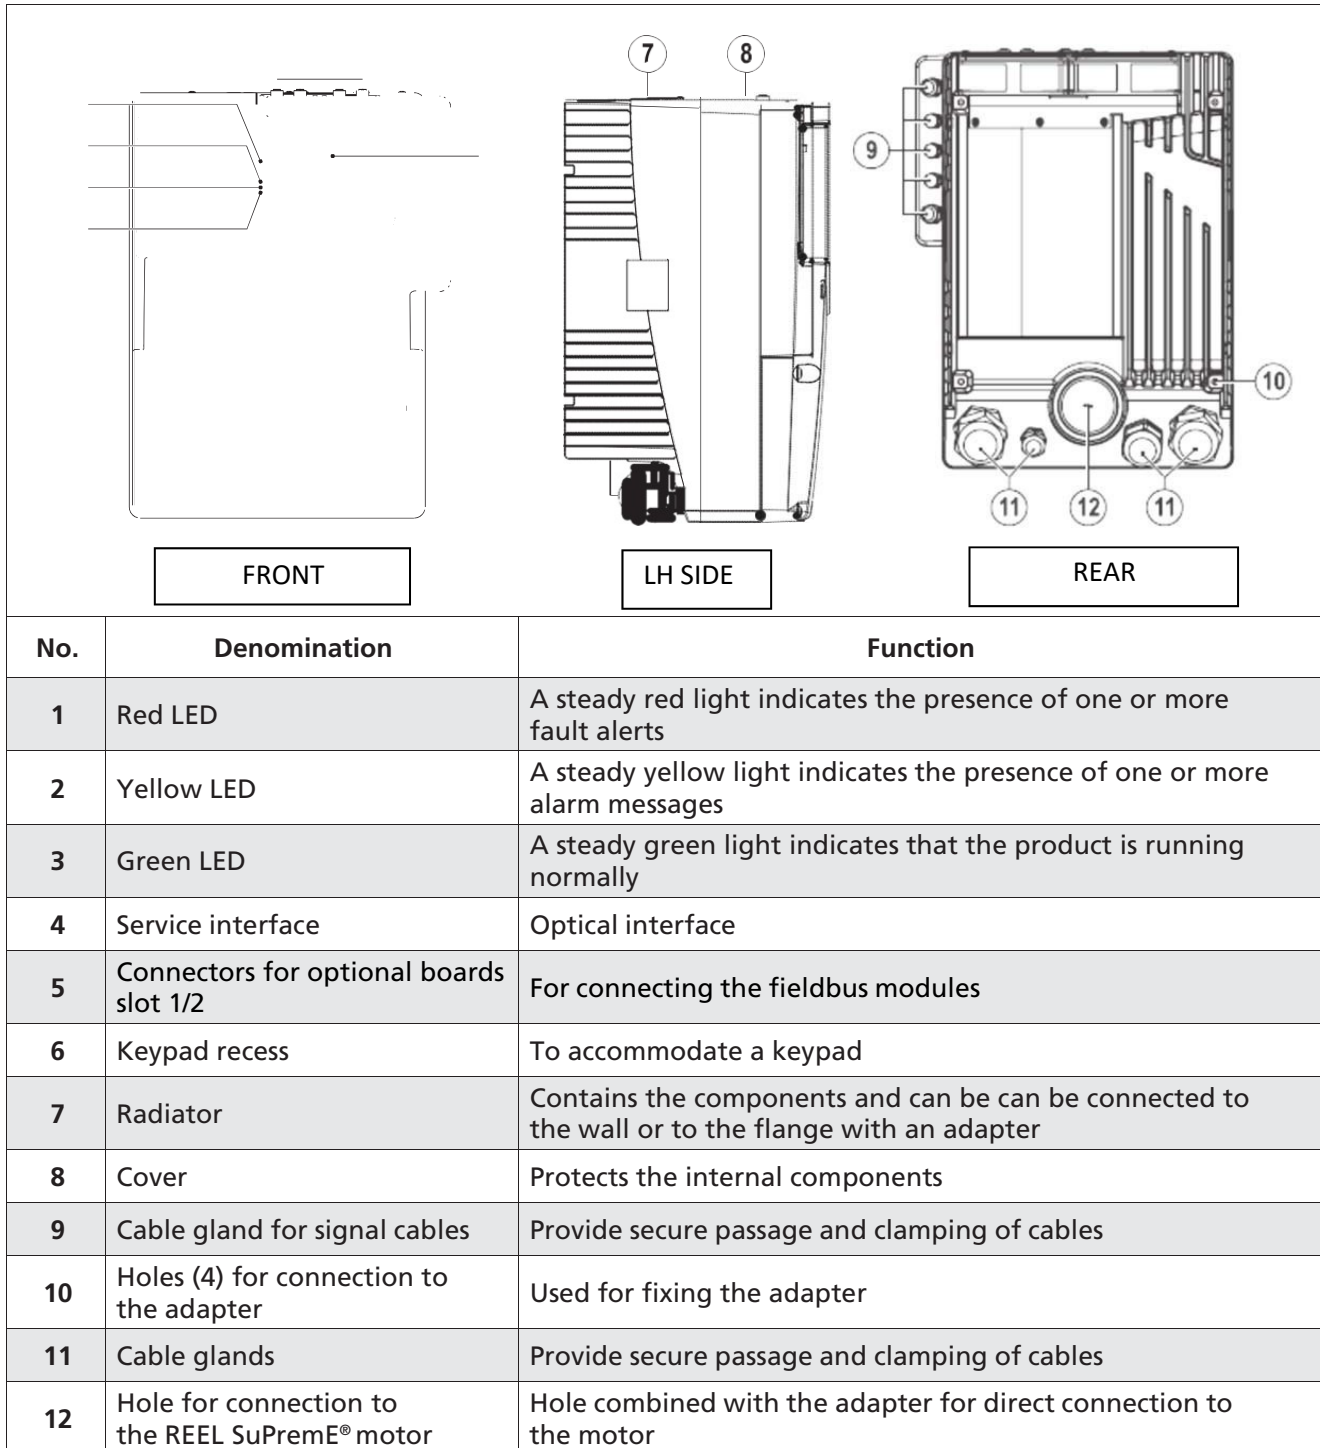 7
8
9
10
11
12
11
FRONT
LH SIDE
REAR
No.
Denomination
Function
1
Red LED
A steady red light indicates the presence of one or more
fault alerts
2
Yellow LED
A steady yellow light indicates the presence of one or more
alarm messages
3
Green LED
A steady green light indicates that the product is running
normally
4
Service interface
Optical interface
5
Connectors for optional boards
slot 1/2
For connecting the fieldbus modules
6
Keypad recess
To accommodate a keypad
7
Radiator
Contains the components and can be can be connected to
the wall or to the flange with an adapter
8
Cover
Protects the internal components
9
Cable gland for signal cables
Provide secure passage and clamping of cables
10
Holes (4) for connection to
the adapter
Used for fixing the adapter
11
Cable glands
Provide secure passage and clamping of cables
12
Hole for connection to
the REEL SuPremE® motor
Hole combined with the adapter for direct connection to
the motor